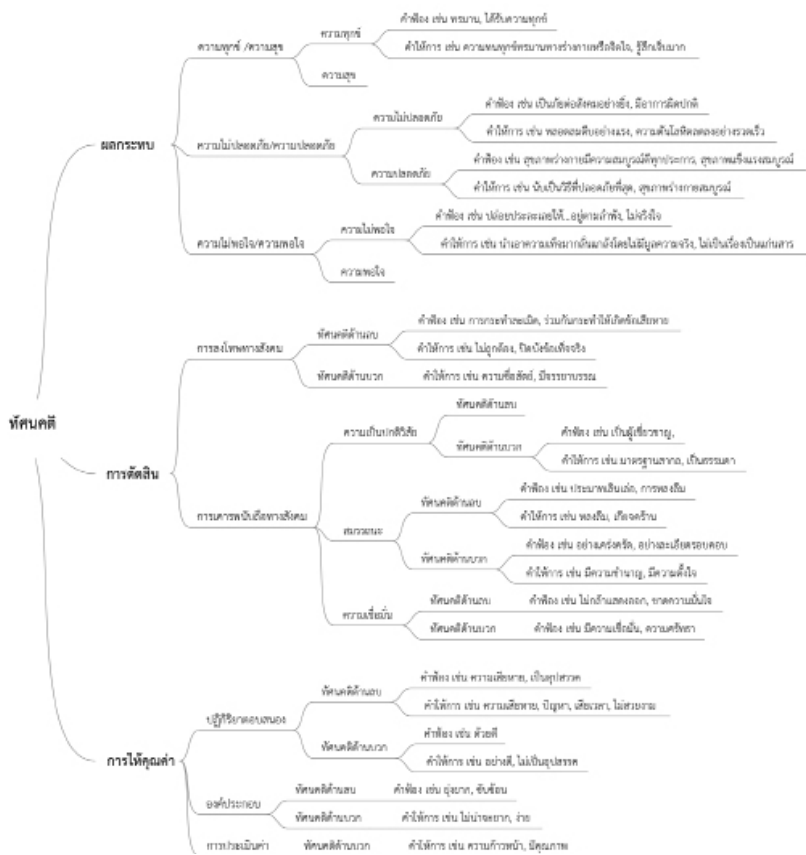 คำฟ้อง เช่น ทรมาน, ได้รับความทุกข์
ความทุกข์
ความทุกข์ /ความสุข
คำให้การ เช่น ความทนทุกข์ทรมานทางร่างกายหรือจิตใจ, รู้สึกเจ็บมาก
ความสุข
คำฟ้อง เช่น เป็นภัยต่อสังคมอย่างยิ่ง, มีอาการผิดปกติ
ความไม่ปลอดภัย
คำให้การ เช่น หลอดลมตีบอย่างแรง, ความดันโลหิตลดลงอย่างรวดเร็ว
ผลกระทบ
ความไม่ปลอดภัย/ความปลอดภัย
คำฟ้อง เช่น สุขภาพร่างกายมีความสมบูรณ์ดีทุกประการ, สุขภาพแข็งแรงสมบูรณ์
ความปลอดภัย
คำให้การ เช่น นับเป็นวิธีที่ปลอดภัยที่สุด, สุขภาพร่างกายสมบูรณ์
คำฟ้อง เช่น ปล่อยปละละเลยให้...อยู่ตามลำพัง, ไม่จริงใจ
ความไม่พอใจ
ความไม่พอใจ/ความพอใจ
คำให้การ เช่น นำเอาความเท็จมากลั่นแกล้งโดยไม่มีมูลความจริง, ไม่เป็นเรื่องเป็นแก่นสาร
ความพอใจ
คำฟ้อง เช่น การกระทำละเมิด, ร่วมกันกระทำให้เกิดข้อเสียหาย
ทัศนคติด้านลบ
การลงโทษทางสังคม
คำให้การ เช่น ไม่ถูกต้อง, ปิดบังข้อเท็จจริง
ทัศนคติด้านบวก
คำให้การ เช่น ความซื่อสัตย์, มีจรรยาบรรณ
ทัศนคติ
ทัศนคติด้านลบ
ความเป็นปกติวิสัย
คำฟ้อง เช่น เป็นผู้เชี่ยวชาญ,
ทัศนคติด้านบวก
คำให้การ เช่น มาตรฐานสากล, เป็นธรรมดา
การตัดสิน
คำฟ้อง เช่น ประมาทเลินเล่อ, การหลงลืม
ทัศนคติด้านลบ
การเคารพนับถือทางสังคม
คำให้การ เช่น หลงลืม, เกียจคร้าน
สมรรถนะ
คำฟ้อง เช่น อย่างเคร่งครัด, อย่างละเอียดรอบคอบ
ทัศนคติด้านบวก
คำให้การ เช่น มีความชำนาญ, มีความตั้งใจ
ทัศนคติด้านลบ
คำฟ้อง เช่น ไม่กล้าแสดงออก, ขาดความมั่นใจ
ความเชื่อมั่น
ทัศนคติด้านบวก
คำฟ้อง เช่น มีความเชื่อมั่น, ความศรัทธา
คำฟ้อง เช่น ความเสียหาย, เป็นอุปสรรค
ทัศนคติด้านลบ
คำให้การ เช่น ความเสียหาย, ปัญหา, เสียเวลา, ไม่สวยงาม
ปฏิกิริยาตอบสนอง
คำฟ้อง เช่น ด้วยดี
ทัศนคติด้านบวก
คำให้การ เช่น อย่างดี, ไม่เป็นอุปสรรค
การให้คุณค่า
ทัศนคติด้านลบ
คำฟ้อง เช่น ยุ่งยาก, ซับซ้อน
องค์ประกอบ
ทัศนคติด้านบวก
คำให้การ เช่น ไม่น่าจะยาก, ง่าย
การประเมินค่า
ทัศนคติด้านบวก
คำให้การ เช่น ความก้าวหน้า, มีคุณภาพ